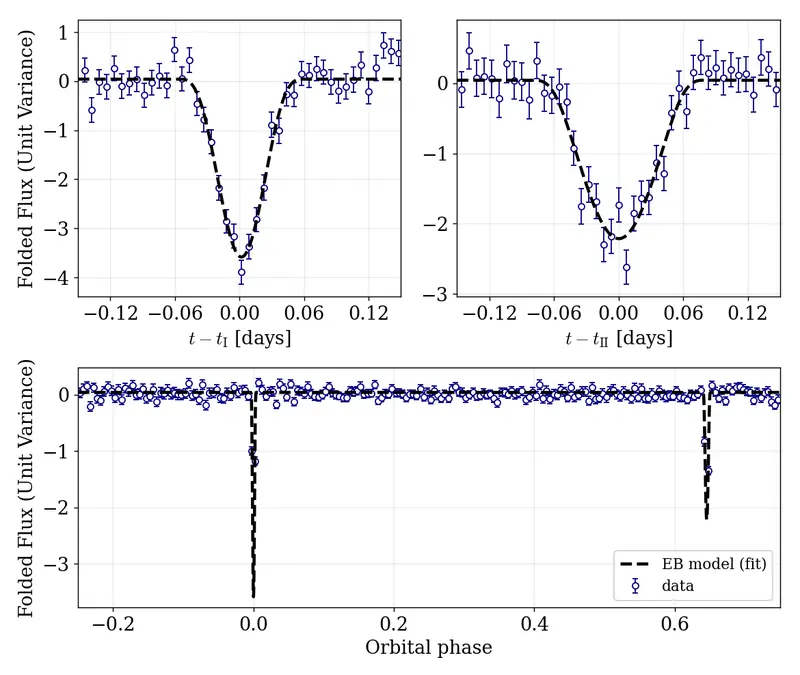 Folded Flux (Unit Variance)
1
0
−1
−2
−3
−4
−0.12 −0.06 0.00 0.06 0.12
t − tI [days]
0
−1
−2
−3
−0.12 −0.06 0.00 0.06 0.12
t − tII [days]
Folded Flux (Unit Variance)
0
−1
−2
−3
EB model (fit)
data
−0.2 0.0 0.2 0.4 0.6
Orbital phase